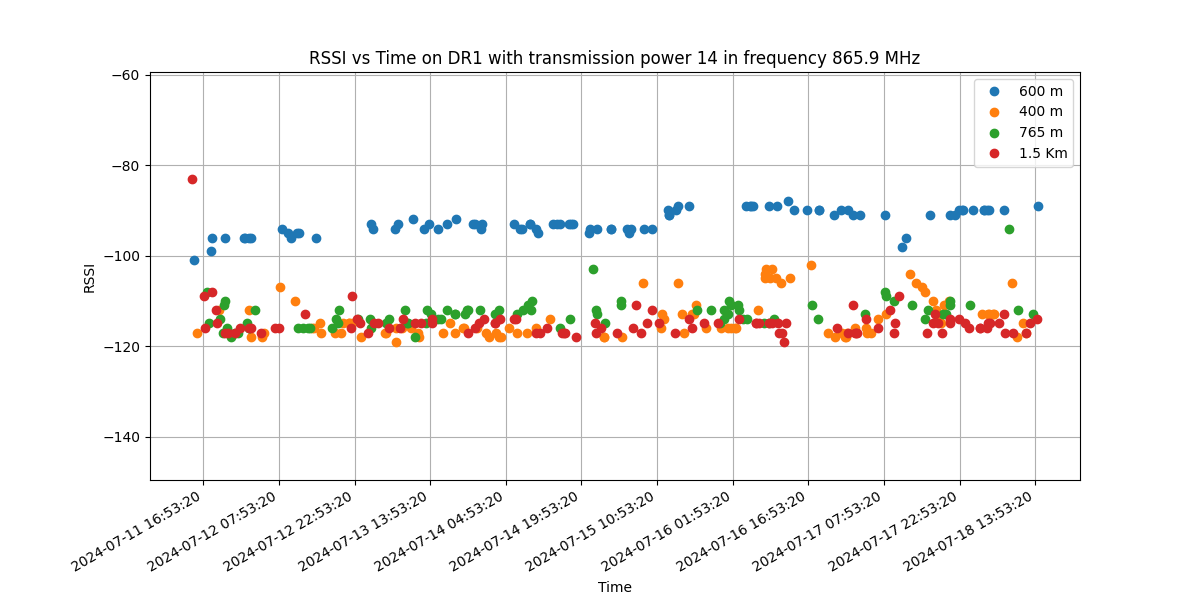 RSSI vs Time on DR1 with transmission power 14 in frequency 865.9 MHz
600 m
400 m
765 m
1.5 Km
−60
−80
−100
−120
−140
RSSI
2024-07-11 16:53:20
2024-07-12 07:53:20
2024-07-12 22:53:20
2024-07-13 13:53:20
2024-07-14 04:53:20
2024-07-14 19:53:20
2024-07-15 10:53:20
2024-07-16 01:53:20
2024-07-16 16:53:20
2024-07-17 07:53:20
2024-07-17 22:53:20
2024-07-18 13:53:20
Time